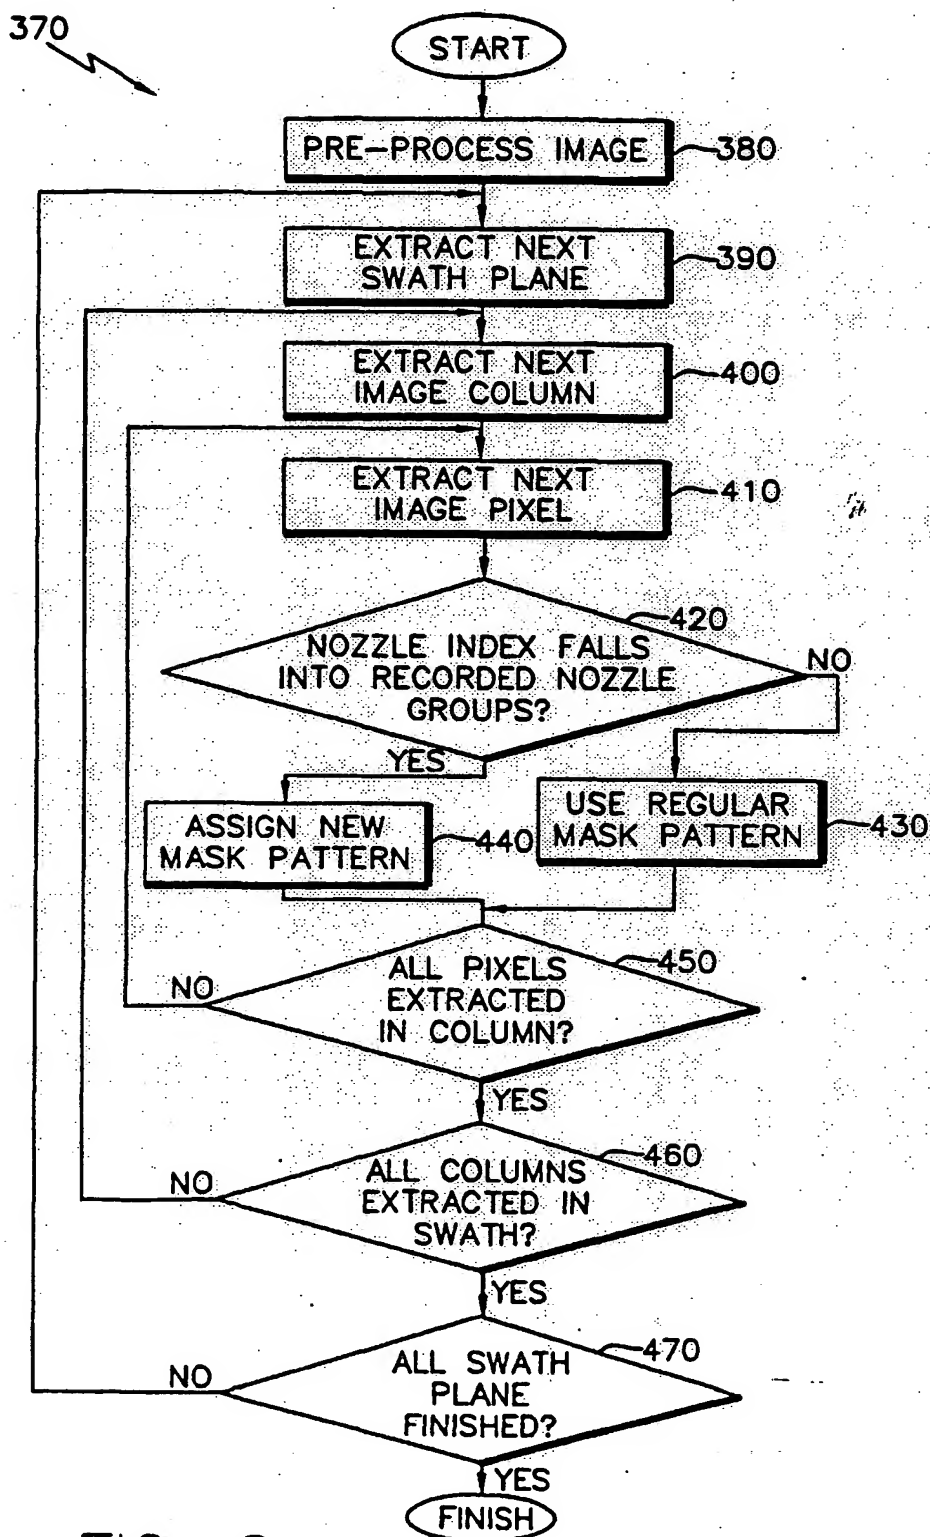 370
START
PRE-PROCESS IMAGE
380
EXTRACT NEXT
SWATH PLANE
390
EXTRACT NEXT
IMAGE COLUMN
400
EXTRACT NEXT
IMAGE PIXEL
410
420
NOZZLE INDEX FALLS
INTO RECORDED NOZZLE
GROUPS?
NO
YES
ASSIGN NEW
MASK PATTERN
440
USE REGULAR
MASK PATTERN
430
450
ALL PIXELS
EXTRACTED
IN COLUMN?
NO
YES
460
ALL COLUMNS
EXTRACTED IN
SWATH?
NO
YES
470
ALL SWATH
PLANE
FINISHED?
NO
YES
FINISH